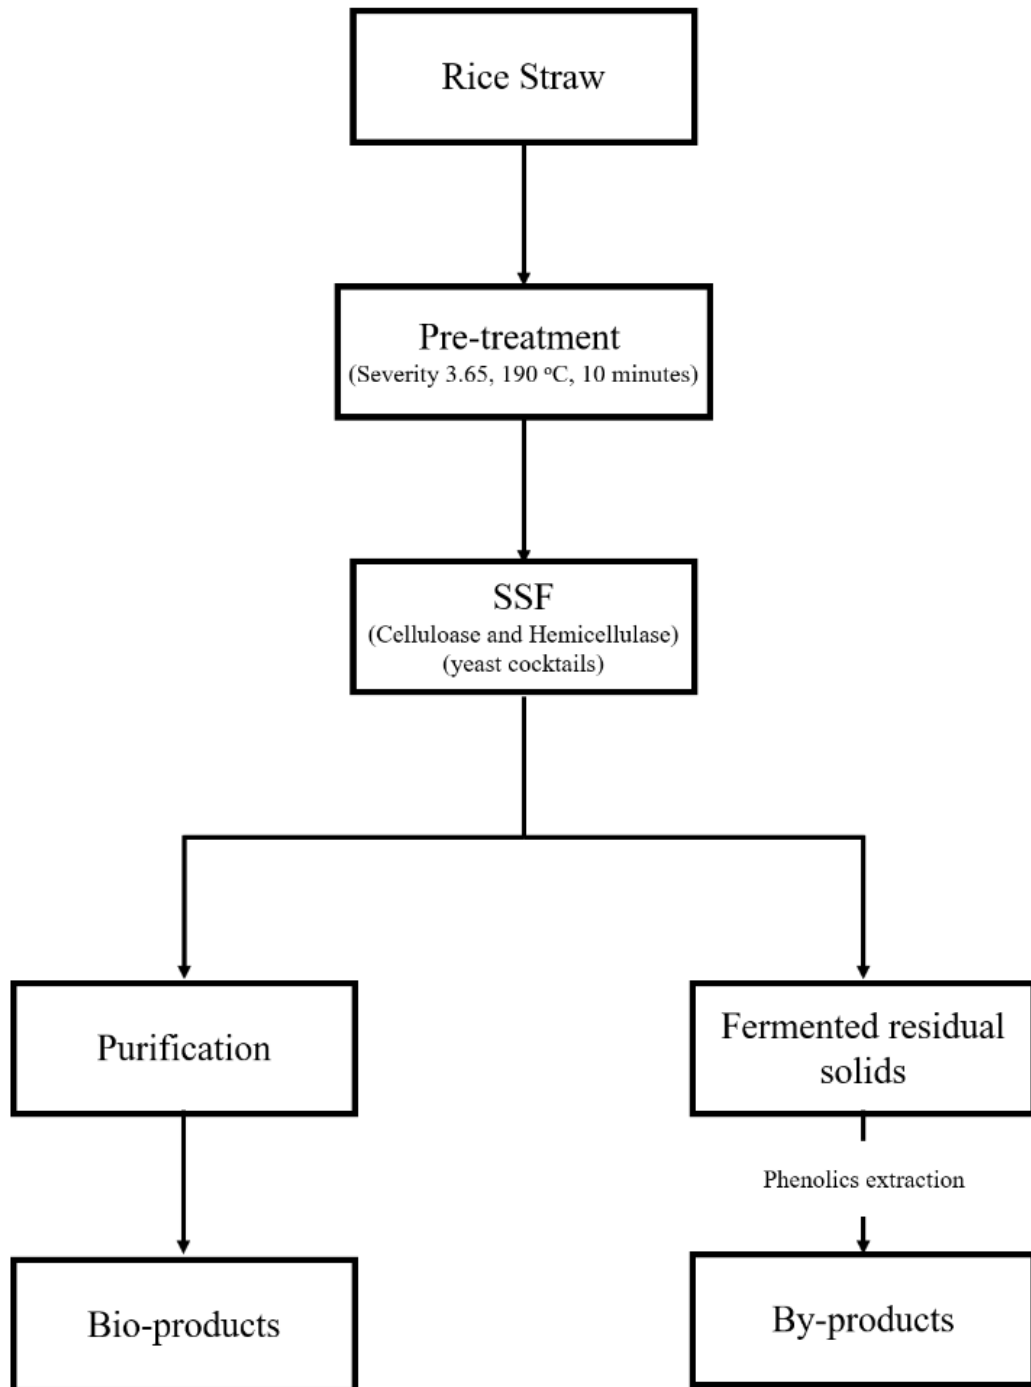 Rice Straw
Pre-treatment
(Severity 3.65, 190 ºC, 10 minutes)
SSF
(Celluloase and Hemicellulase)
(yeast cocktails)
Purification
Fermented residual
solids
Phenolics extraction
Bio-products
By-products